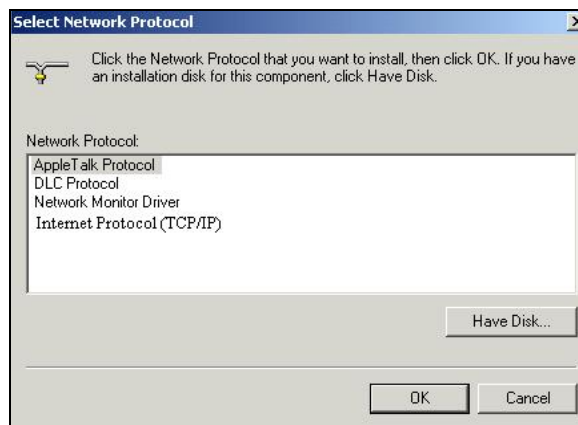 Select Network Protocol
Click the Network Protocol that you want to install, then click OK. If you have
an installation disk for this component, click Have Disk.
Network Protocol:
AppleTalk Protocol
DLC Protocol
Network Monitor Driver
Internet Protocol (TCP/IP)
Have Disk...
OK
Cancel